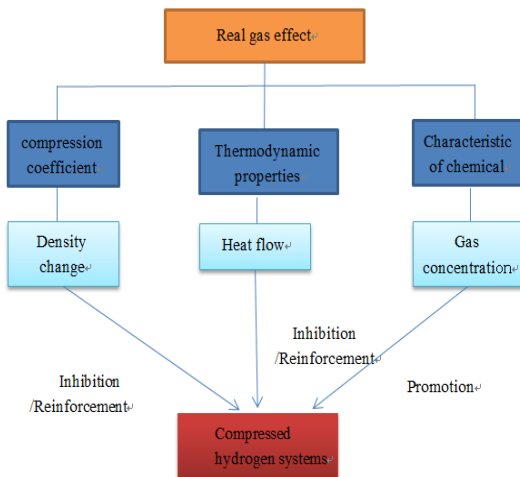 Real gas effect
compression
coefficient
Thermodynamic
properties
Characteristic
of chemical
Density
change
Heat flow
Gas
concentration
Inhibition
/Reinforcement
Inhibition
/Reinforcement
Promotion
Compressed
hydrogen systems